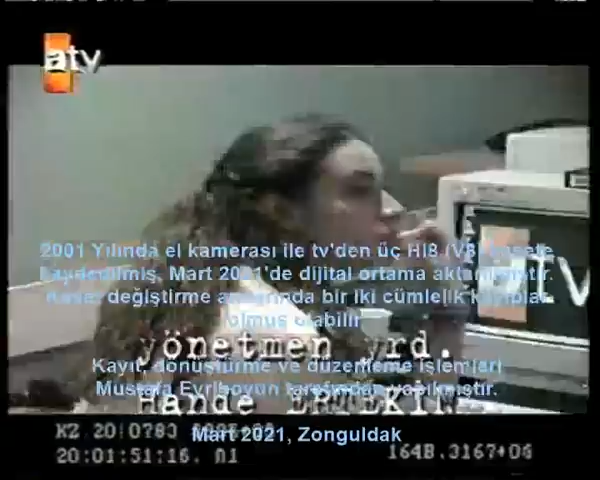 atv
2001 Yılında el kamerası ile tv'den üç HI8 (V8) kasete
kaydedilmiş, Mart 2021'de dijital ortama aktarılmıştır.
Kaset değiştirme anlarında bir iki cümlelik kayıplar
olmuş olabilir
tv
yönetmen yrd.
Kayıt, dönüştürme ve düzenleme işlemleri
Mustafa tarafından yapılmıştır.
Hande ERTEKİN
KZ 20 0783
Mart 2021, Zonguldak
20:01:51:16. 01
164B.3167+06